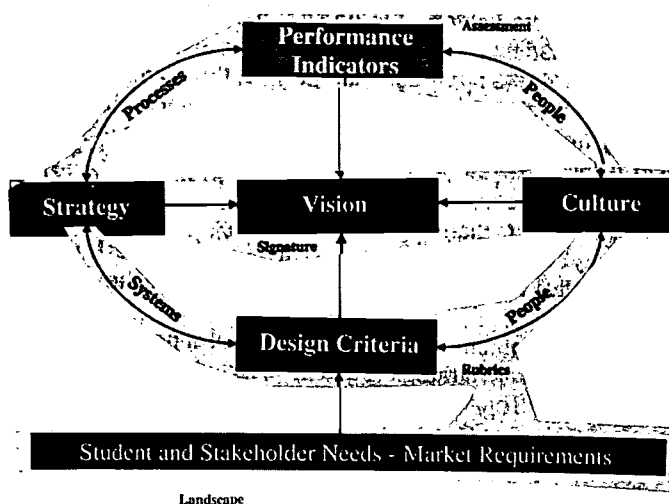 Performance
Indicators
Assessment
Processes
People
Strategy
Vision
Culture
Signature
Systems
People
Design Criteria
Rubrics
Student and Stakeholder Needs - Market Requirements
Landscape